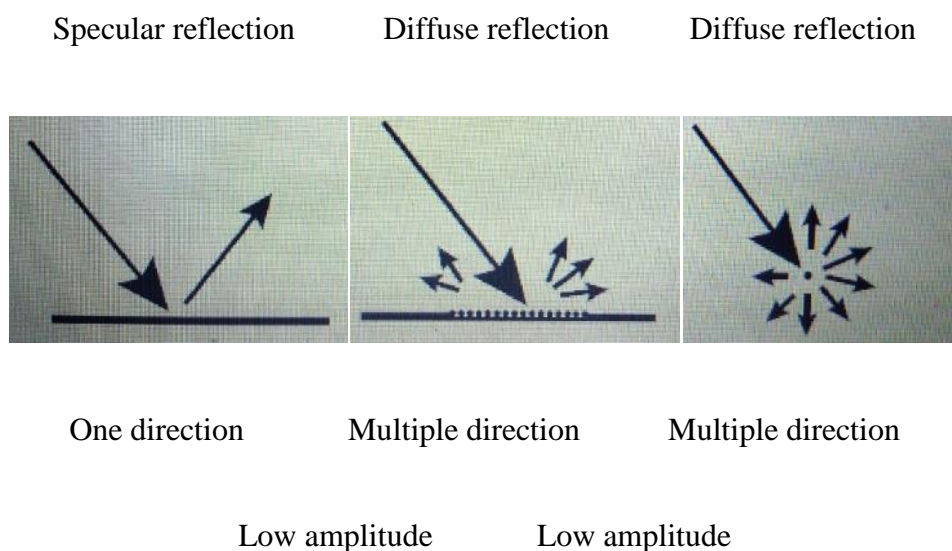 Specular reflection Diffuse reflection Diffuse reflection
One direction Multiple direction Multiple direction
Low amplitude Low amplitude